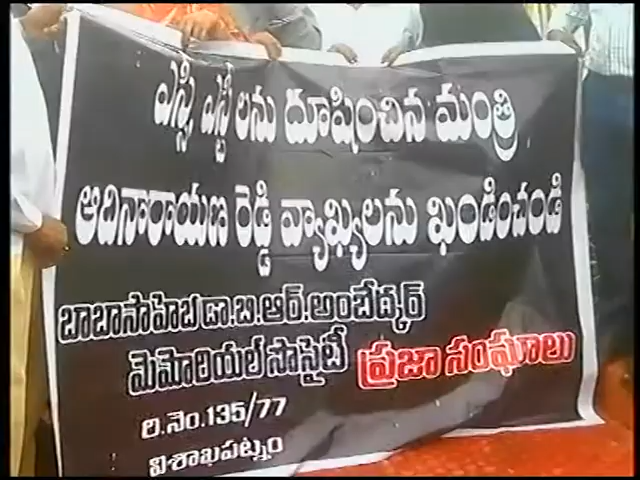 ఎస్సి, ఎస్టీ లను దూషించిన మంత్రి
ఆదినారాయణ రెడ్డి వ్యాఖ్యలను ఖండించండి
బాబాసాహెబ్ డా.బి.ఆర్.అంబేద్కర్
మెమోరియల్ సొసైటీ ప్రజా సంఘాలు
రి.నెం.135/77
విశాఖపట్నం